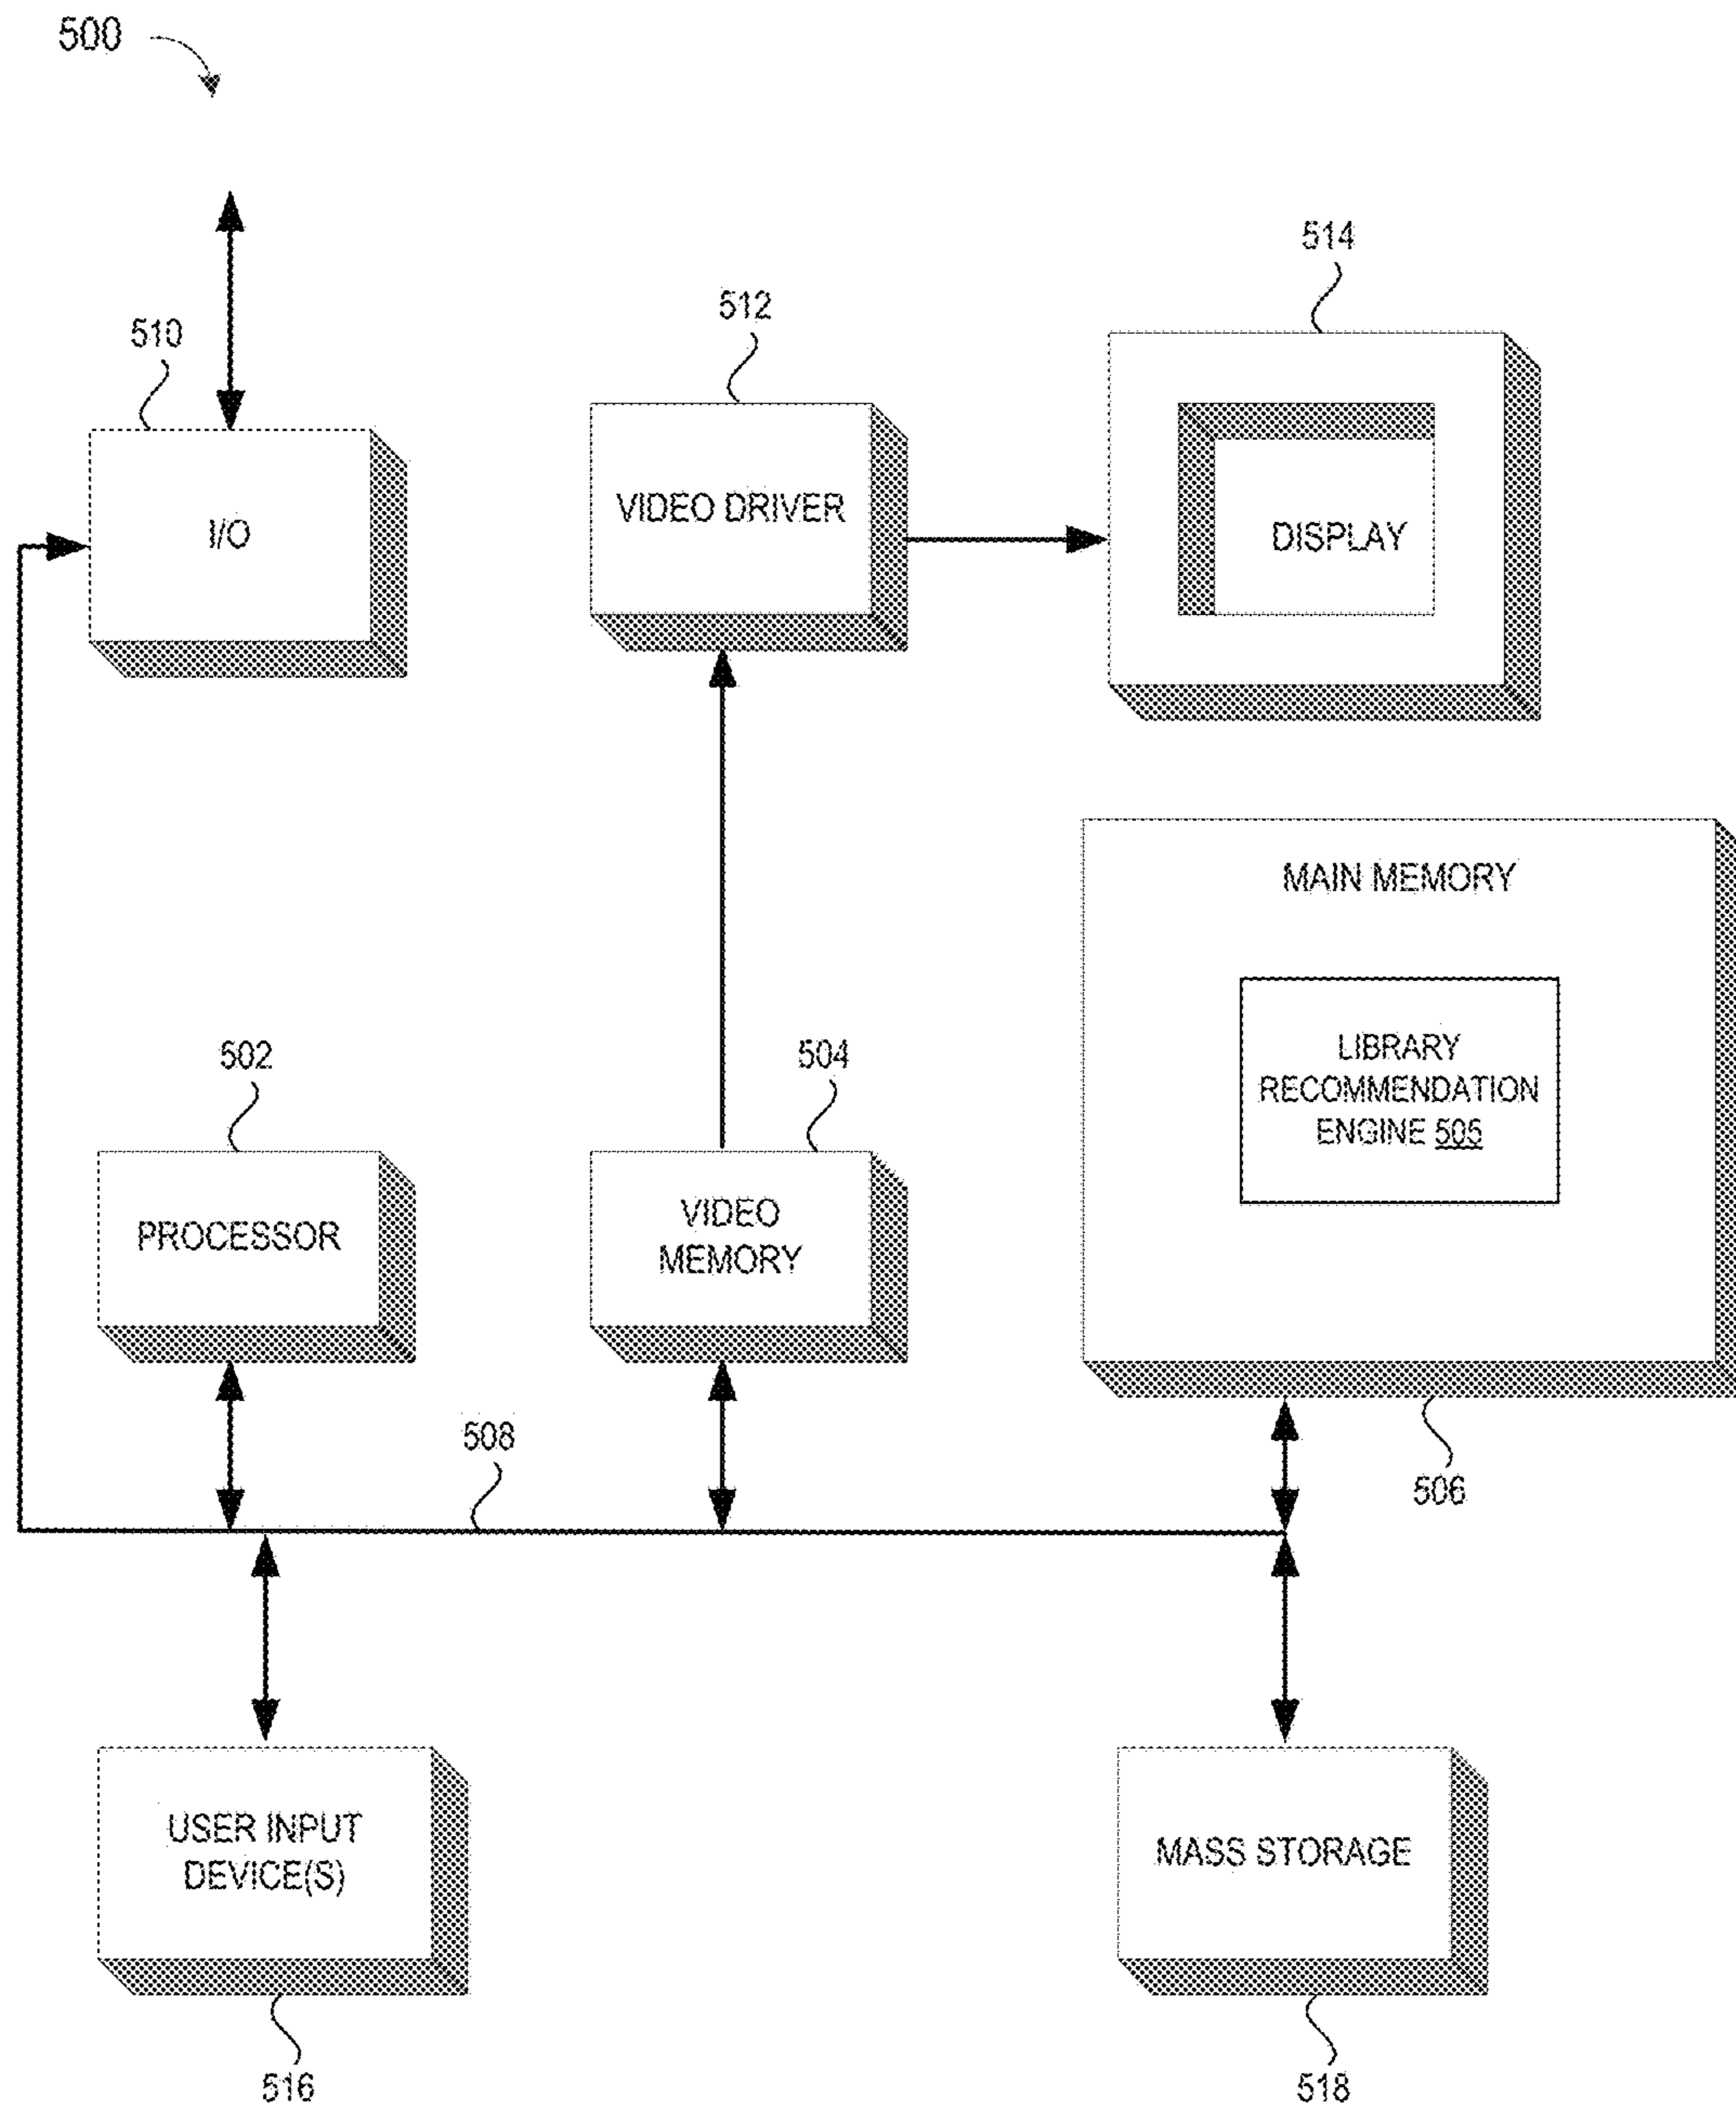 500
514
512
510
VIDEO DRIVER
I/O
DISPLAY
MAIN MEMORY
502
504
LIBRARY
RECOMMENDATION
ENGINE 505
VIDEO
MEMORY
PROCESSOR
508
506
USER INPUT
DEVICE(S)
MASS STORAGE
516
518